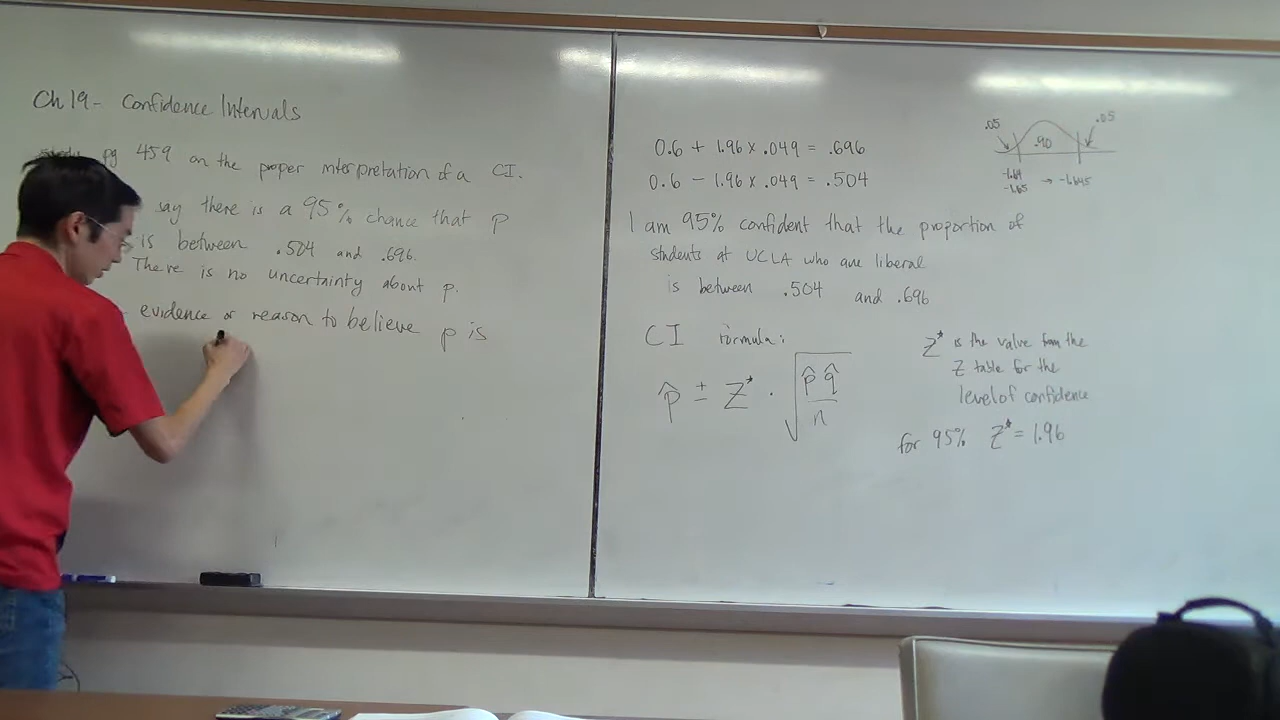 Ch 19 - Confidence Intervals
Study pg 459 on the proper interpretation of a CI.
say there is a 95% chance that p
is between .504 and .696.
There is no uncertainty about p.
evidence or reason to believe p is
0.6 + 1.96 x .049 = .696
0.6 - 1.96 x .049 = .504
I am 95% confident that the proportion of
students at UCLA who are liberal
is between .504 and .696
.05 .90 .05
-1.64
-1.65 → -1.645
CI formula:
p̂ ± Z* · √(p̂ q̂ / n)
Z* is the value from the
Z table for the
level of confidence
for 95% Z* = 1.96